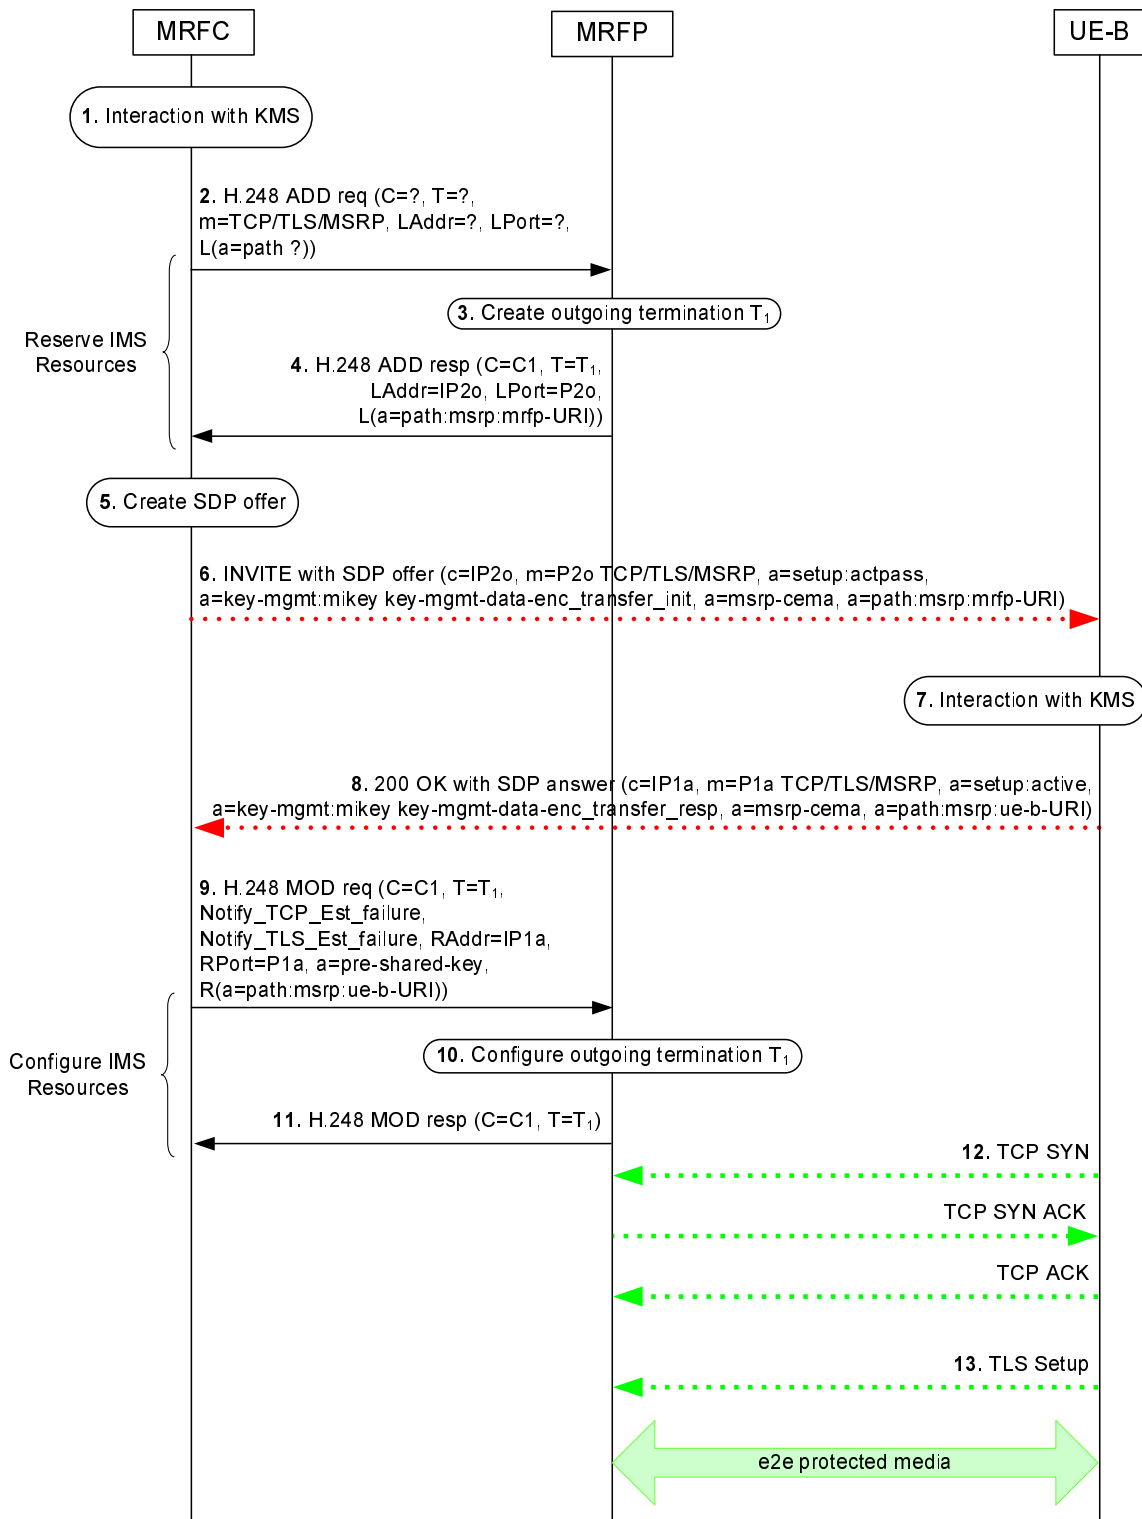 MRFC
MRFP
UE-B
1. Interaction with KMS
2. H.248 ADD req (C=?, T=?,
m=TCP/TLS/MSRP, LAddr=?, LPort=?,
L(a=path ?))
3. Create outgoing termination T1
Reserve IMS
Resources
4. H.248 ADD resp (C=C1, T=T1,
LAddr=IP2o, LPort=P2o,
L(a=path:msrp:mrfp-URI))
5. Create SDP offer
6. INVITE with SDP offer (c=IP2o, m=P2o TCP/TLS/MSRP, a=setup:actpass,
a=key-mgmt:mikey key-mgmt-data-enc_transfer_init, a=msrp-cema, a=path:msrp:mrfp-URI)
7. Interaction with KMS
8. 200 OK with SDP answer (c=IP1a, m=P1a TCP/TLS/MSRP, a=setup:active,
a=key-mgmt:mikey key-mgmt-data-enc_transfer_resp, a=msrp-cema, a=path:msrp:ue-b-URI)
9. H.248 MOD req (C=C1, T=T1,
Notify_TCP_Est_failure,
Notify_TLS_Est_failure, RAddr=IP1a,
RPort=P1a, a=pre-shared-key,
R(a=path:msrp:ue-b-URI))
10. Configure outgoing termination T1
Configure IMS
Resources
11. H.248 MOD resp (C=C1, T=T1)
12. TCP SYN
TCP SYN ACK
TCP ACK
13. TLS Setup
e2e protected media